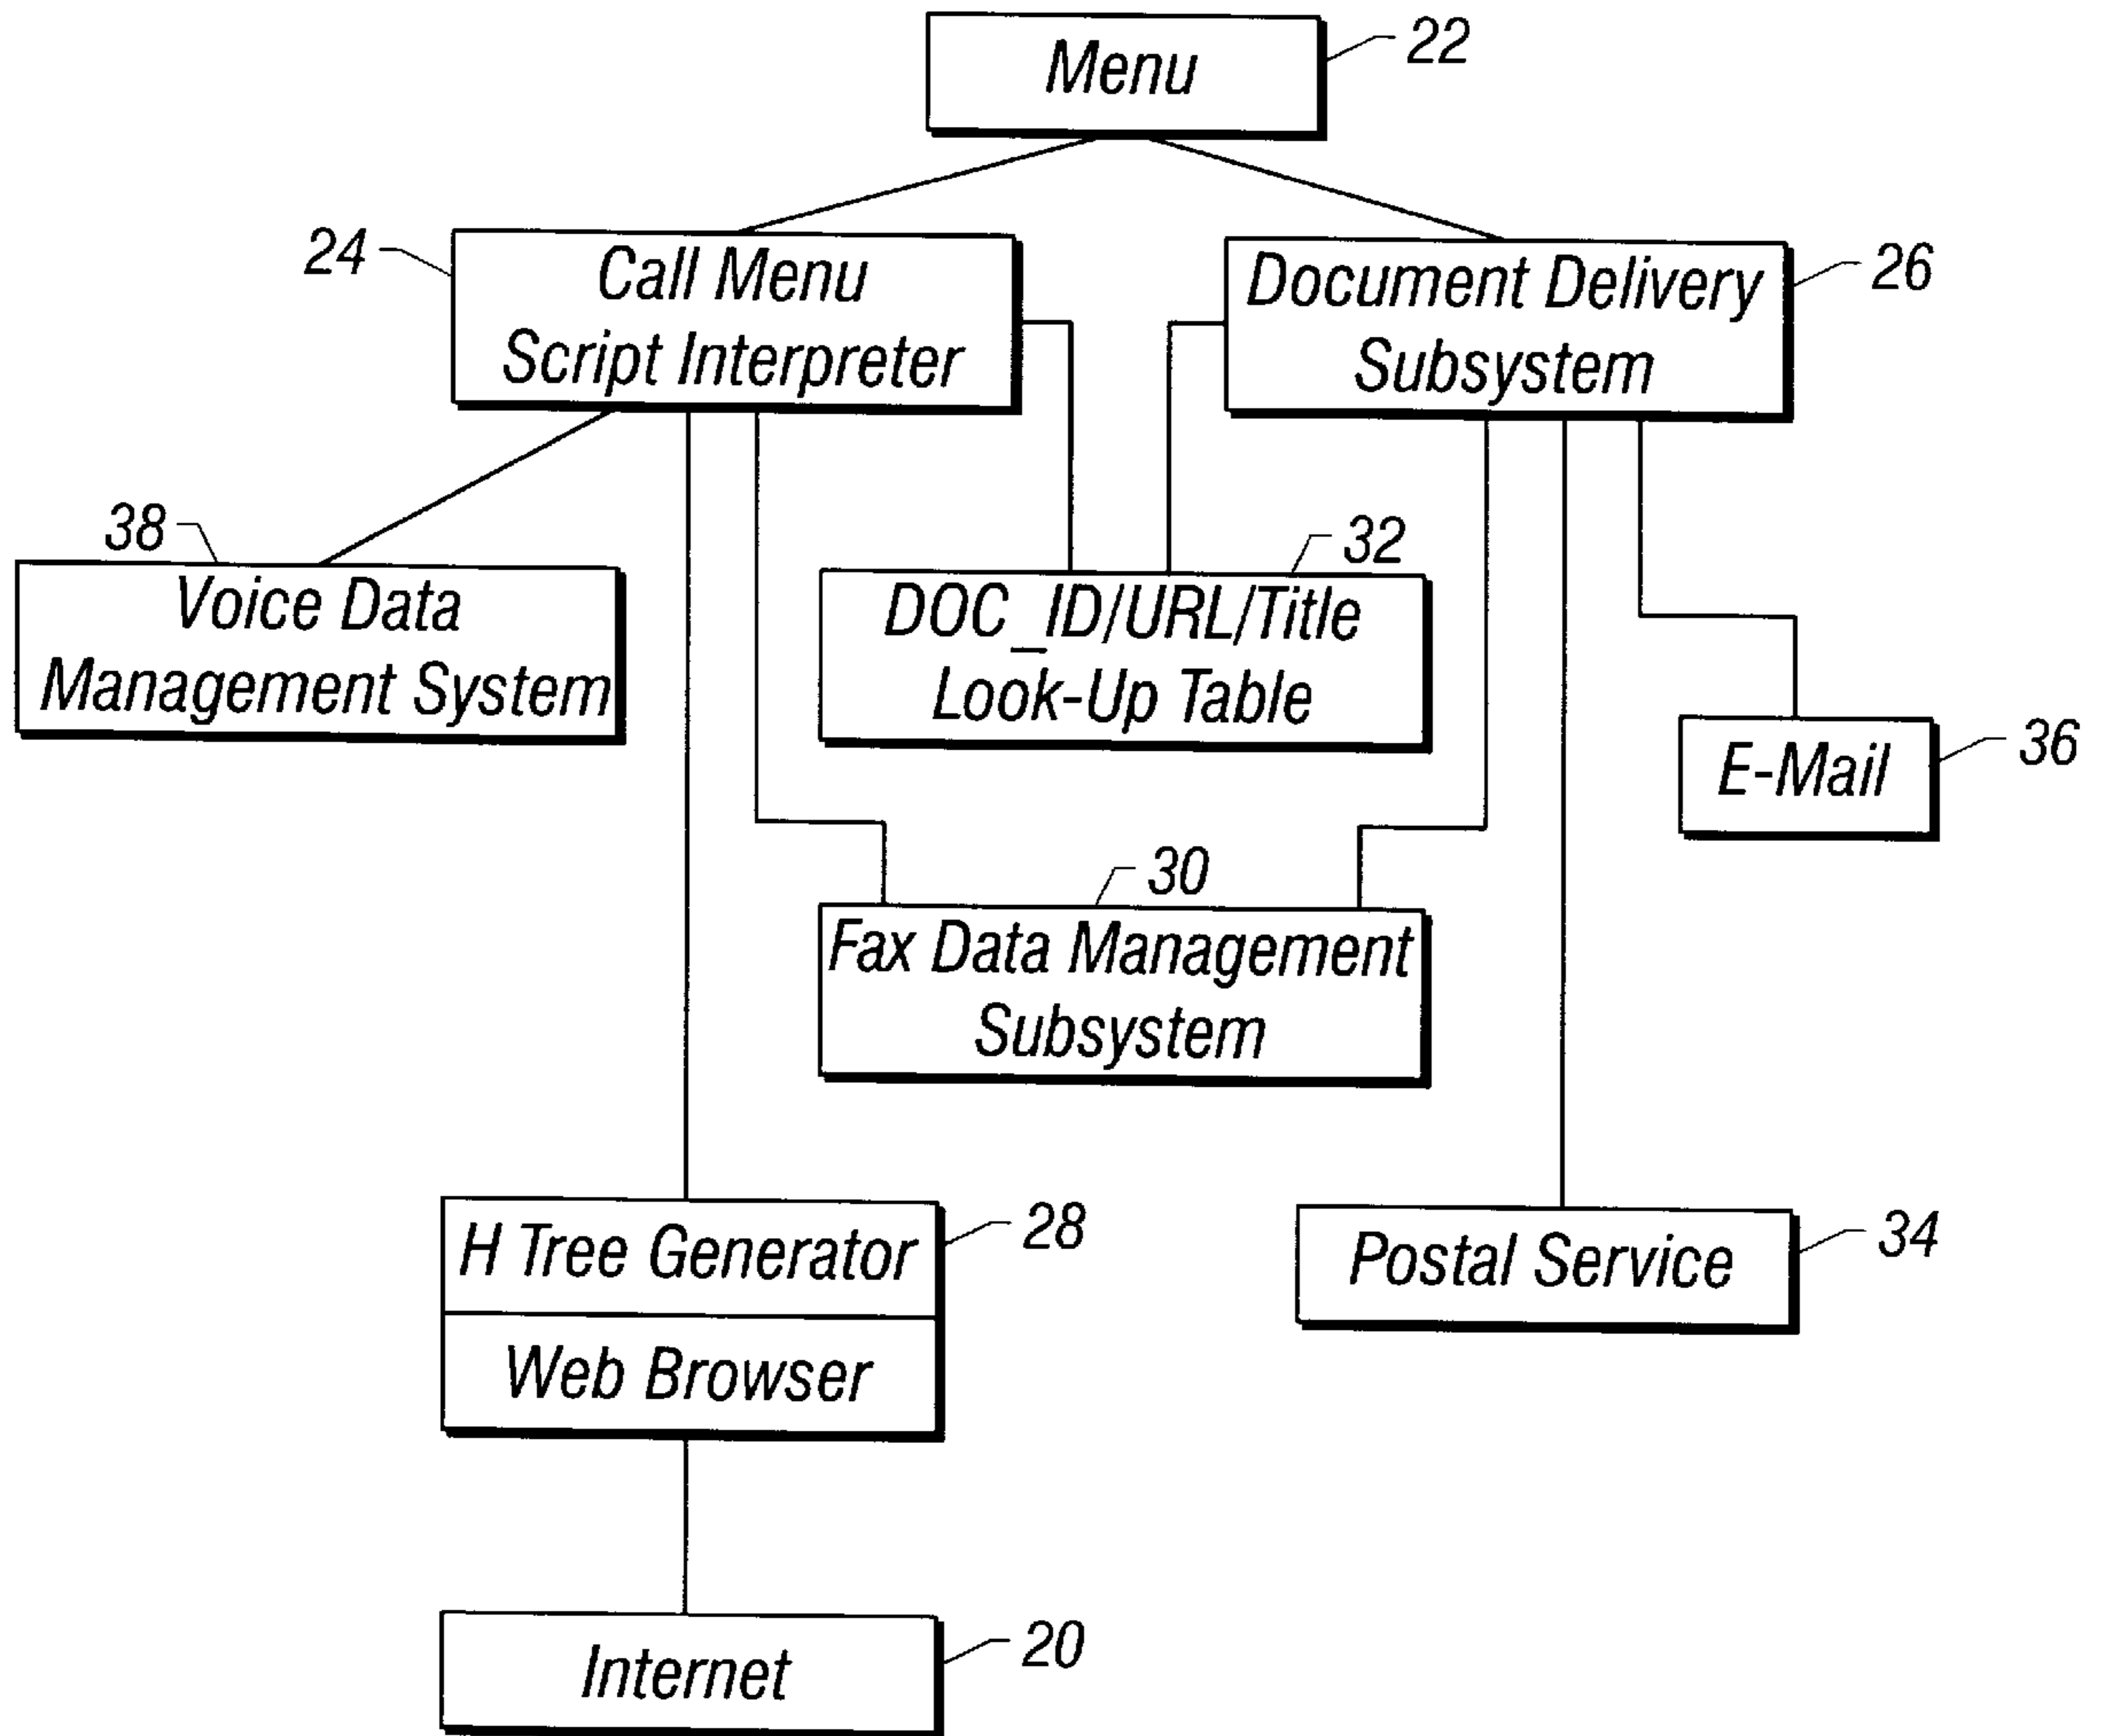 Menu
22
24
Call Menu
Script Interpreter
Document Delivery
Subsystem
26
38
Voice Data
Management System
32
DOC_ID/URL/Title
Look-Up Table
E-Mail
36
30
Fax Data Management
Subsystem
H Tree Generator
28
Web Browser
Postal Service
34
Internet
20